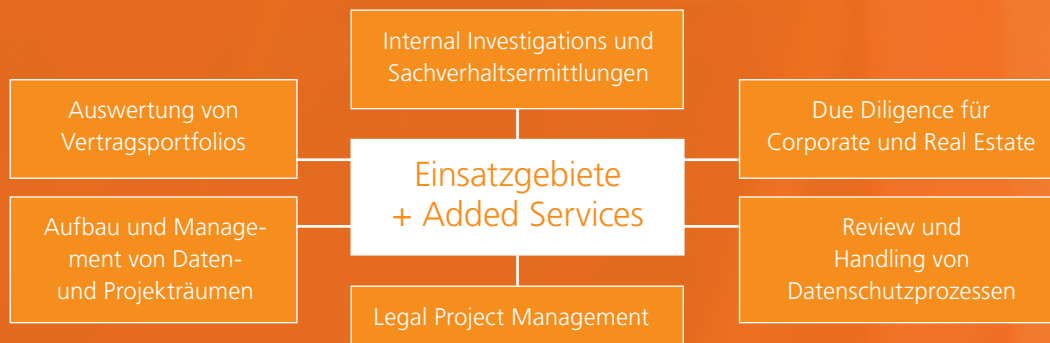 Internal Investigations und
Sachverhaltsermittlungen
Auswertung von
Vertragsportfolios
Due Diligence für
Corporate und Real Estate
Einsatzgebiete
+ Added Services
Aufbau und Manage-
ment von Daten-
und Projekträumen
Review und
Handling von
Datenschutzprozessen
Legal Project Management